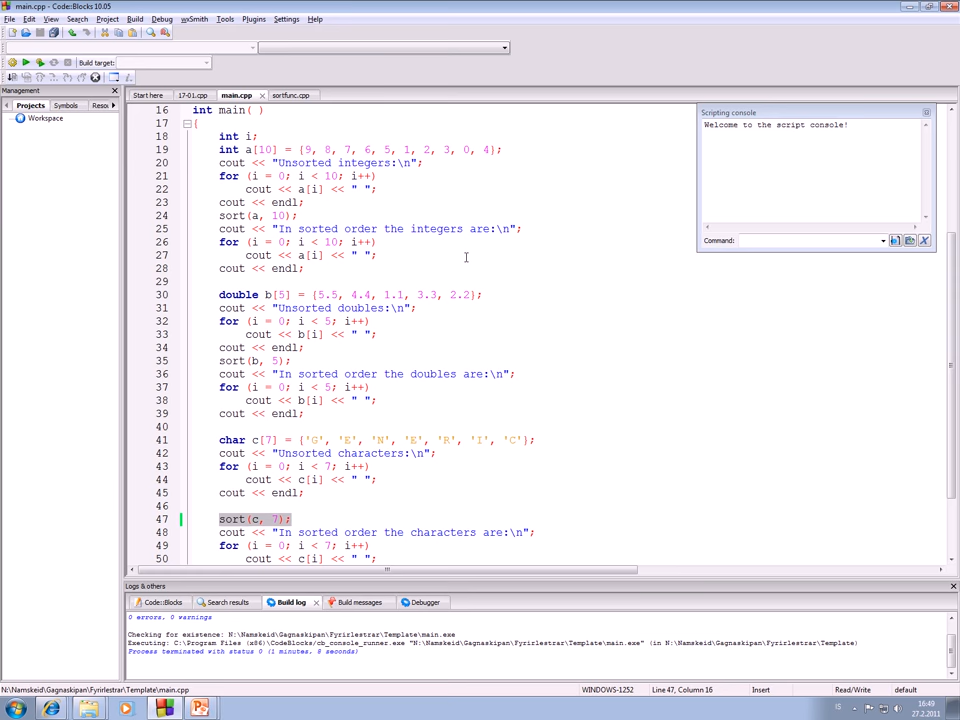 main.cpp - Code::Blocks 10.05
File Edit View Search Project Build Debug wxSmith Tools Plugins Settings Help
Build target:
Management
Projects Symbols Resou
Workspace
Start here 17-01.cpp main.cpp sortfunc.cpp
16 int main( )
17 {
18 int i;
19 int a[10] = {9, 8, 7, 6, 5, 1, 2, 3, 0, 4};
20 cout << "Unsorted integers:\n";
21 for (i = 0; i < 10; i++)
22 cout << a[i] << " ";
23 cout << endl;
24 sort(a, 10);
25 cout << "In sorted order the integers are:\n";
26 for (i = 0; i < 10; i++)
27 cout << a[i] << " ";
28 cout << endl;
29
30 double b[5] = {5.5, 4.4, 1.1, 3.3, 2.2};
31 cout << "Unsorted doubles:\n";
32 for (i = 0; i < 5; i++)
33 cout << b[i] << " ";
34 cout << endl;
35 sort(b, 5);
36 cout << "In sorted order the doubles are:\n";
37 for (i = 0; i < 5; i++)
38 cout << b[i] << " ";
39 cout << endl;
40
41 char c[7] = {'G', 'E', 'N', 'E', 'R', 'I', 'C'};
42 cout << "Unsorted characters:\n";
43 for (i = 0; i < 7; i++)
44 cout << c[i] << " ";
45 cout << endl;
46
47 sort(c, 7);
48 cout << "In sorted order the characters are:\n";
49 for (i = 0; i < 7; i++)
50 cout << c[i] << " ";
Scripting console
Welcome to the script console!
Command:
Logs & others
Code::Blocks Search results Build log Build messages Debugger
0 errors, 0 warnings
Checking for existence: N:\Namskeid\Gagnaskipan\Fyrirlestrar\Template\main.exe
Executing: C:\Program Files (x86)\CodeBlocks/cb_console_runner.exe "N:\Namskeid\Gagnaskipan\Fyrirlestrar\Template\main.exe" (in N:\Namskeid\Gagnaskipan\Fyrirlestrar\Template)
Process terminated with status 0 (1 minutes, 8 seconds)
N:\Namskeid\Gagnaskipan\Fyrirlestrar\Template\main.cpp WINDOWS-1252 Line 47, Column 16 Insert Read/Write default
IS 16:49
27.2.2011